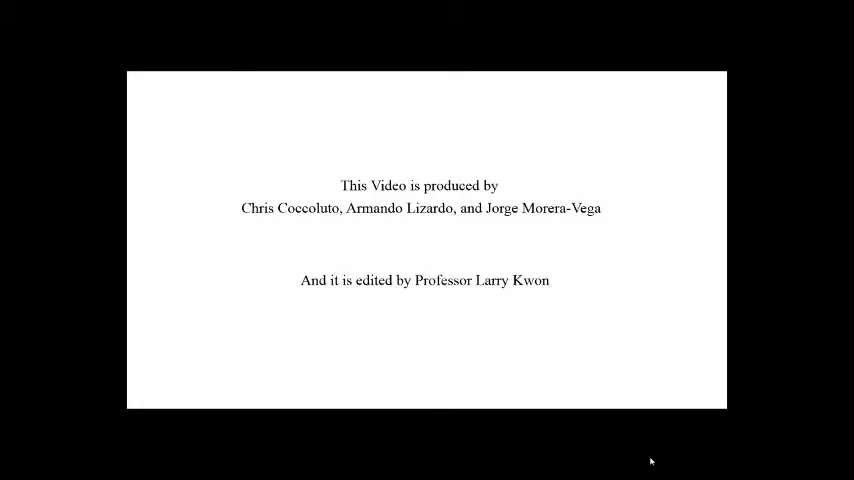 This Video is produced by
Chris Coccoluto, Armando Lizardo, and Jorge Morera-Vega
And it is edited by Professor Larry Kwon